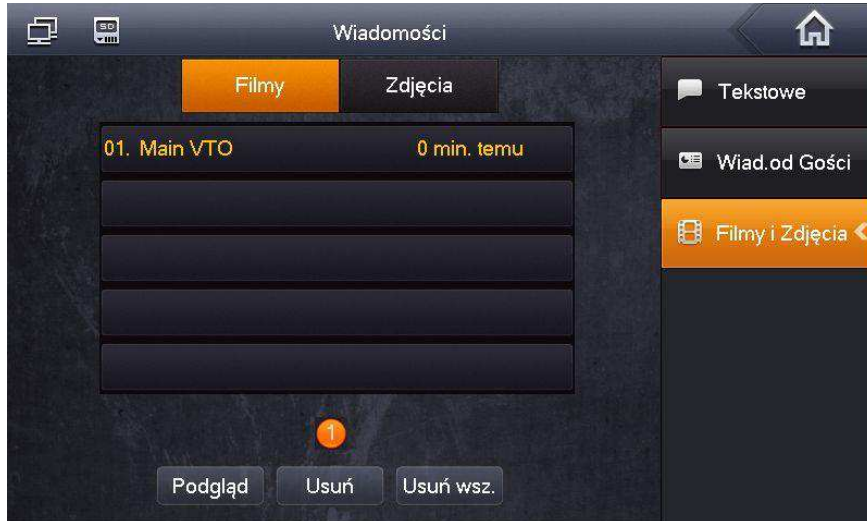 SD
Wiadomości
Filmy
Zdjęcia
01. Main VTO 0 min. temu
1
Podgląd
Usuń
Usuń wsz.
Tekstowe
Wiad.od Gości
Filmy i Zdjęcia